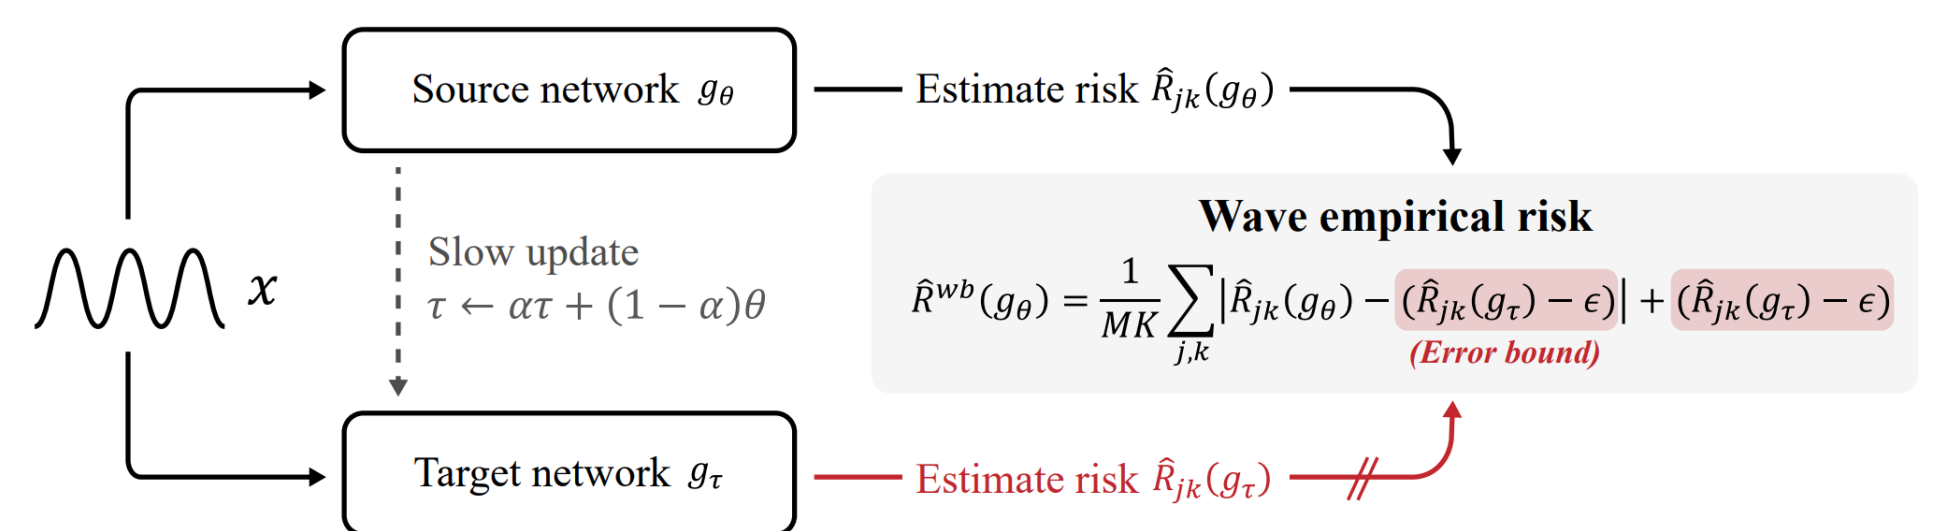 Source network g_θ
Estimate risk R̂_jk(g_θ)
Wave empirical risk
Slow update
τ ← ατ + (1 − α)θ
x
R̂^wb(g_θ) = 1/MK ∑_j,k |R̂_jk(g_θ) − (R̂_jk(g_τ) − ϵ)| + (R̂_jk(g_τ) − ϵ)
(Error bound)
Target network g_τ
Estimate risk R̂_jk(g_τ)